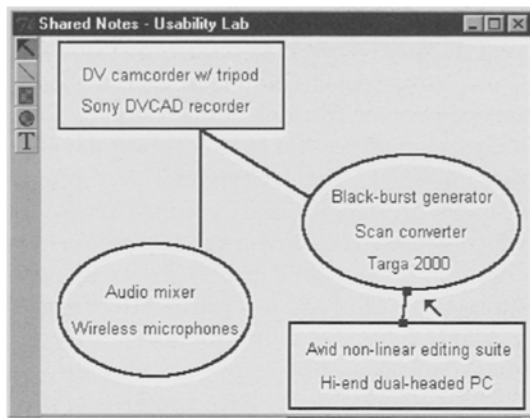 Shared Notes - Usability Lab
DV camcorder w/ tripod
Sony DVCAD recorder
T
Black-burst generator
Scan converter
Targa 2000
Audio mixer
Wireless microphones
Avid non-linear editing suite
Hi-end dual-headed PC